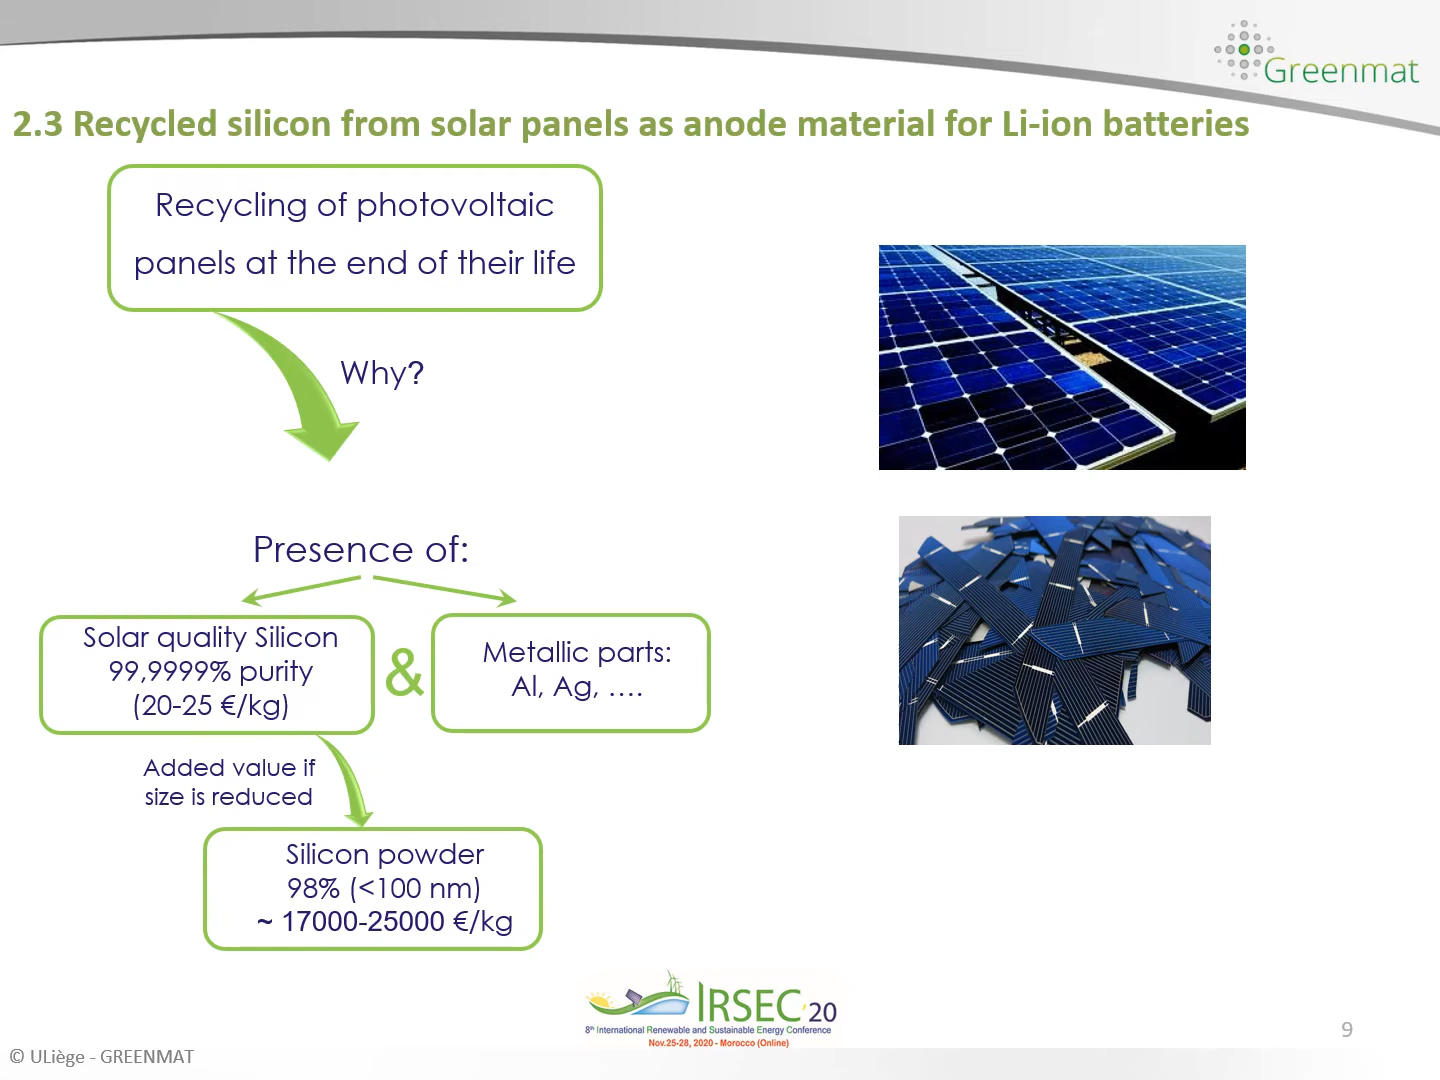 Greenmat
2.3 Recycled silicon from solar panels as anode material for Li-ion batteries
Recycling of photovoltaic
panels at the end of their life
Why?
Presence of:
Solar quality Silicon
99,9999% purity
(20-25 €/kg)
&
Metallic parts:
Al, Ag, ....
Added value if
size is reduced
Silicon powder
98% (<100 nm)
~ 17000-25000 €/kg
IRSEC'20
8th International Renewable and Sustainable Energy Conference
Nov.25-28, 2020 - Morocco (Online)
9
© ULiège - GREENMAT